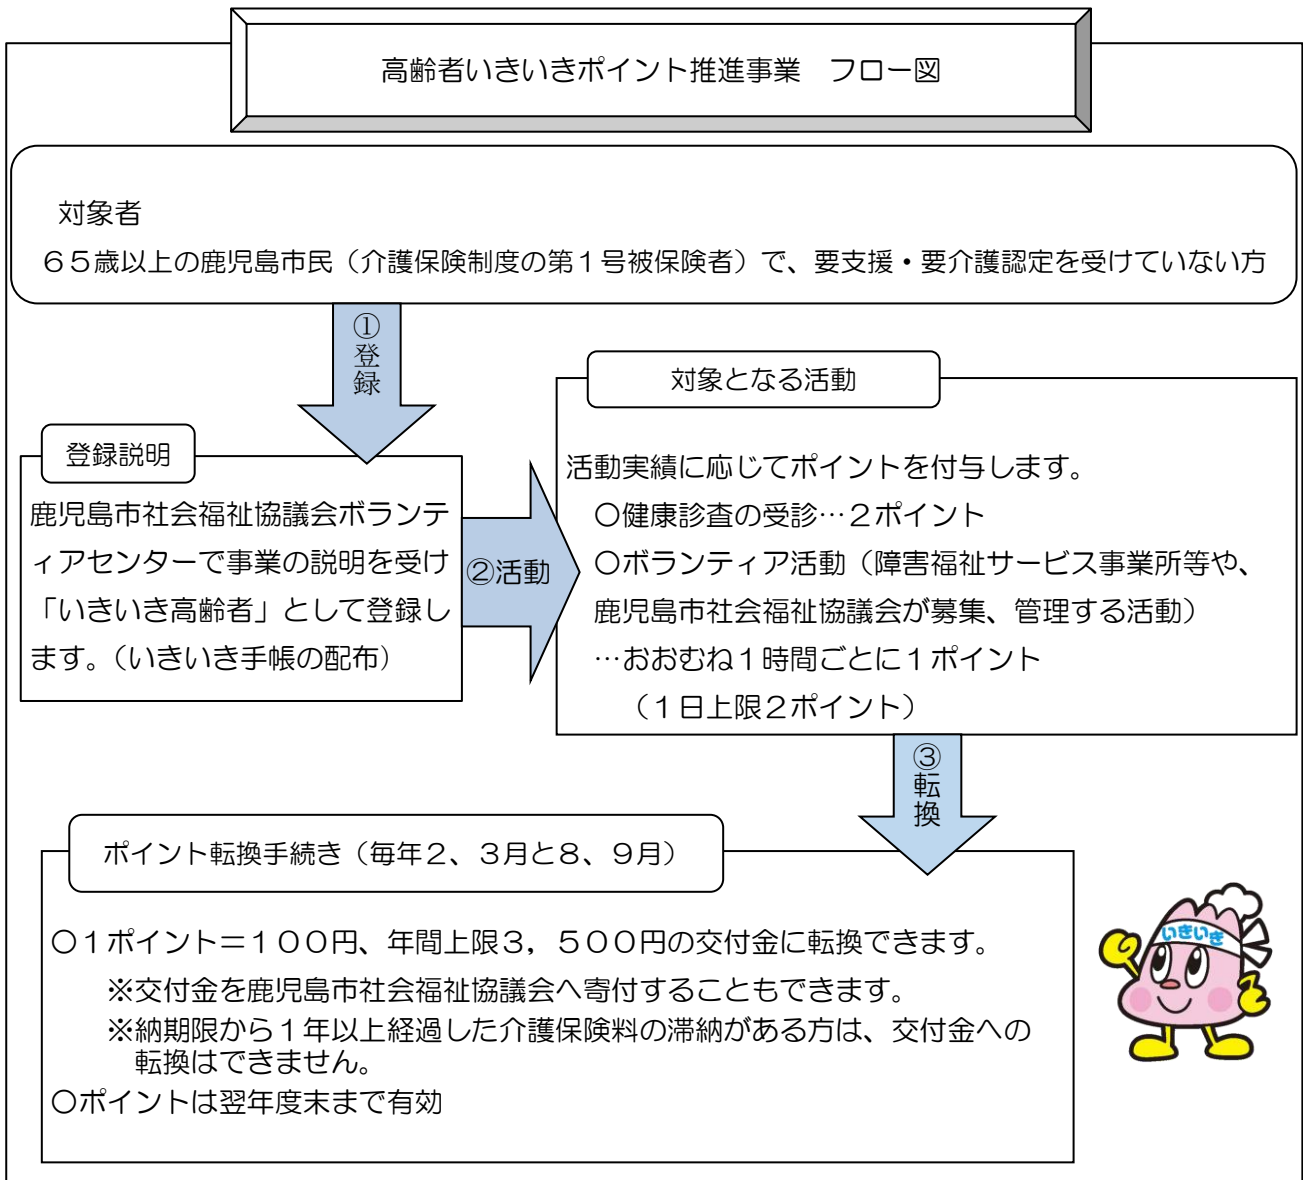 高齢者いきいきポイント推進事業　フロー図
対象者
６５歳以上の鹿児島市民（介護保険制度の第１号被保険者）で、要支援・要介護認定を受けていない方
①登録
登録説明
鹿児島市社会福祉協議会ボランテ
ィアセンターで事業の説明を受け
「いきいき高齢者」として登録し
ます。（いきいき手帳の配布）
②活動
対象となる活動
活動実績に応じてポイントを付与します。
〇健康診査の受診…２ポイント
〇ボランティア活動（障害福祉サービス事業所等や、
鹿児島市社会福祉協議会が募集、管理する活動）
…おおむね１時間ごとに１ポイント
（１日上限２ポイント）
③転換
ポイント転換手続き（毎年２、３月と８、９月）
〇１ポイント＝１００円、年間上限３，５００円の交付金に転換できます。
※交付金を鹿児島市社会福祉協議会へ寄付することもできます。
※納期限から１年以上経過した介護保険料の滞納がある方は、交付金への
転換はできません。
〇ポイントは翌年度末まで有効
いきいき